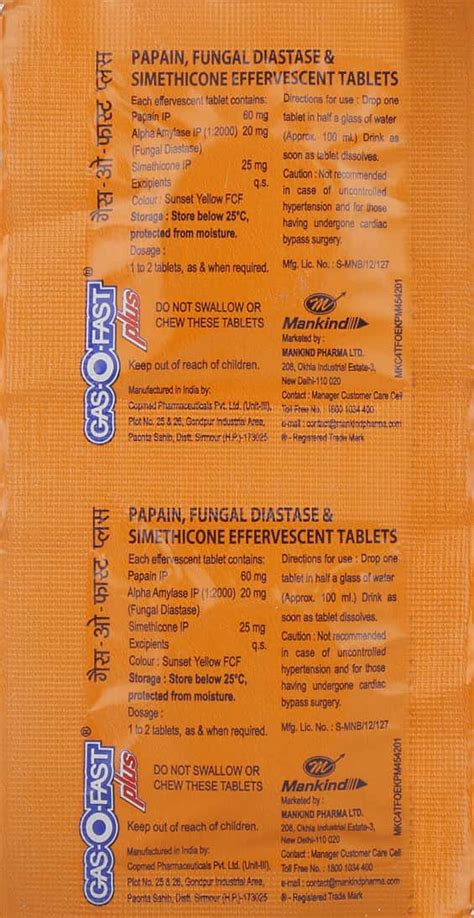 गैस-ओ-फास्ट प्लस
GAS-O-FAST®
plus
PAPAIN, FUNGAL DIASTASE &
SIMETHICONE EFFERVESCENT TABLETS
Each effervescent tablet contains:
Papain IP 60 mg
Alpha Amylase IP (1:2000) 20 mg
(Fungal Diastase)
Simethicone IP 25 mg
Excipients q.s.
Colour : Sunset Yellow FCF
Storage : Store below 25°C,
protected from moisture.
Dosage :
1 to 2 tablets, as & when required.
DO NOT SWALLOW OR
CHEW THESE TABLETS
Keep out of reach of children.
Manufactured in India by:
Copmed Pharmaceuticals Pvt. Ltd. (Unit-III),
Plot No. 25 & 26, Gondpur Industrial Area,
Paonta Sahib, Distt. Sirmour (H.P.)-173025
Directions for use : Drop one
tablet in half a glass of water
(Approx. 100 ml.) Drink as
soon as tablet dissolves.
Caution : Not recommended
in case of uncontrolled
hypertension and for those
having undergone cardiac
bypass surgery.
Mfg. Lic. No. : S-MNB/12/127
Mankind
Marketed by :
MANKIND PHARMA LTD.
208, Okhla Industrial Estate-3,
New Delhi-110 020
Contact : Manager Customer Care Cell
Toll Free No. : 1800 1034 400
e-mail : contact@mankindpharma.com
® - Registered Trade Mark
MKC4TFOEKPM454201
गैस-ओ-फास्ट प्लस
GAS-O-FAST®
plus
PAPAIN, FUNGAL DIASTASE &
SIMETHICONE EFFERVESCENT TABLETS
Each effervescent tablet contains:
Papain IP 60 mg
Alpha Amylase IP (1:2000) 20 mg
(Fungal Diastase)
Simethicone IP 25 mg
Excipients q.s.
Colour : Sunset Yellow FCF
Storage : Store below 25°C,
protected from moisture.
Dosage :
1 to 2 tablets, as & when required.
DO NOT SWALLOW OR
CHEW THESE TABLETS
Keep out of reach of children.
Manufactured in India by:
Copmed Pharmaceuticals Pvt. Ltd. (Unit-III),
Plot No. 25 & 26, Gondpur Industrial Area,
Paonta Sahib, Distt. Sirmour (H.P.)-173025
Directions for use : Drop one
tablet in half a glass of water
(Approx. 100 ml.) Drink as
soon as tablet dissolves.
Caution : Not recommended
in case of uncontrolled
hypertension and for those
having undergone cardiac
bypass surgery.
Mfg. Lic. No. : S-MNB/12/127
Mankind
Marketed by :
MANKIND PHARMA LTD.
208, Okhla Industrial Estate-3,
New Delhi-110 020
Contact : Manager Customer Care Cell
Toll Free No. : 1800 1034 400
e-mail : contact@mankindpharma.com
® - Registered Trade Mark
MKC4TFOEKPM454201